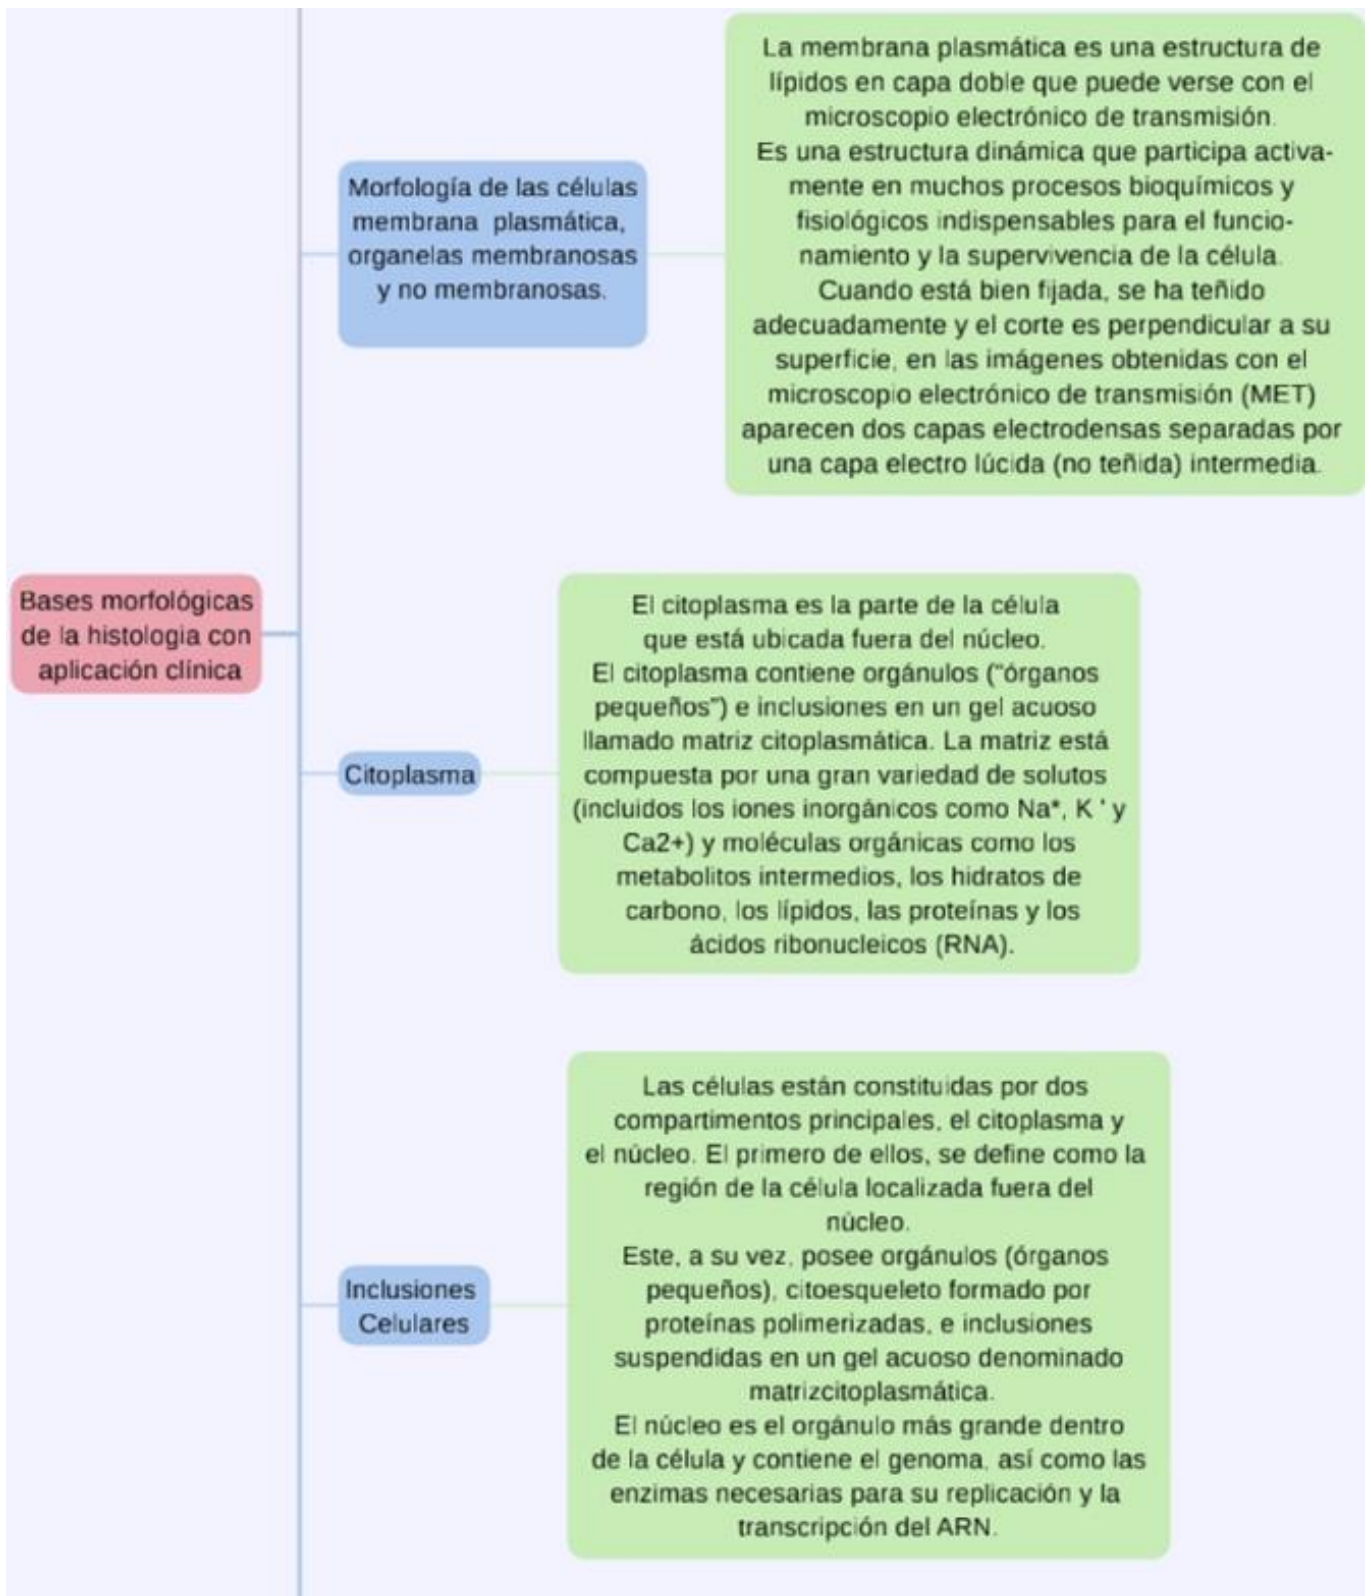 La membrana plasmática es una estructura de
lípidos en capa doble que puede verse con el
microscopio electrónico de transmisión.
Es una estructura dinámica que participa activa-
mente en muchos procesos bioquímicos y
fisiológicos indispensables para el funcio-
namiento y la supervivencia de la célula.
Cuando está bien fijada, se ha teñido
adecuadamente y el corte es perpendicular a su
superficie, en las imágenes obtenidas con el
microscopio electrónico de transmisión (MET)
aparecen dos capas electrodensas separadas por
una capa electro lúcida (no teñida) intermedia.
Morfología de las células
membrana plasmática,
organelas membranosas
y no membranosas.
Bases morfológicas
de la histologia con
aplicación clínica
El citoplasma es la parte de la célula
que está ubicada fuera del núcleo.
El citoplasma contiene orgánulos ("órganos
pequeños") e inclusiones en un gel acuoso
llamado matriz citoplasmática. La matriz está
compuesta por una gran variedad de solutos
(incluidos los iones inorgánicos como Na*, K ' y
Ca2+) y moléculas orgánicas como los
metabolitos intermedios, los hidratos de
carbono, los lípidos, las proteínas y los
ácidos ribonucleicos (RNA).
Citoplasma
Las células están constituidas por dos
compartimentos principales, el citoplasma y
el núcleo. El primero de ellos, se define como la
región de la célula localizada fuera del
núcleo.
Este, a su vez, posee orgánulos (órganos
pequeños), citoesqueleto formado por
proteínas polimerizadas, e inclusiones
suspendidas en un gel acuoso denominado
matrizcitoplasmática.
El núcleo es el orgánulo más grande dentro
de la célula y contiene el genoma, así como las
enzimas necesarias para su replicación y la
transcripción del ARN.
Inclusiones
Celulares